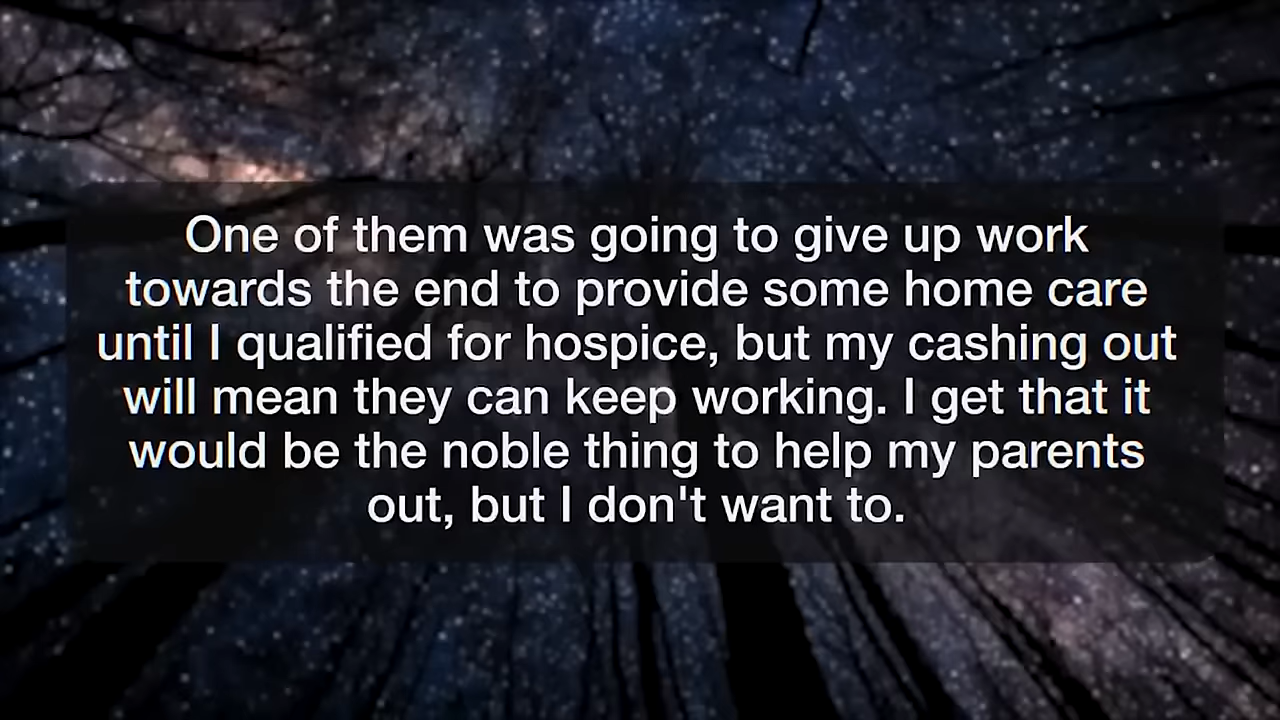 One of them was going to give up work
towards the end to provide some home care
until I qualified for hospice, but my cashing out
will mean they can keep working. I get that it
would be the noble thing to help my parents
out, but I don't want to.